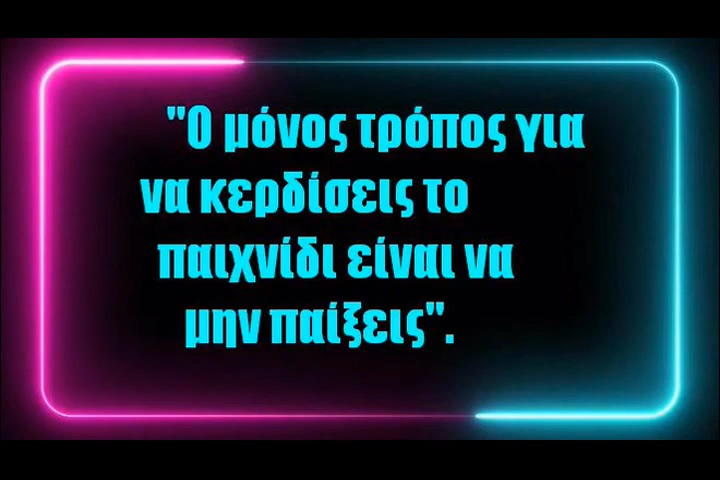 "Ο μόνος τρόπος για
να κερδίσεις το
παιχνίδι είναι να
μην παίξεις".